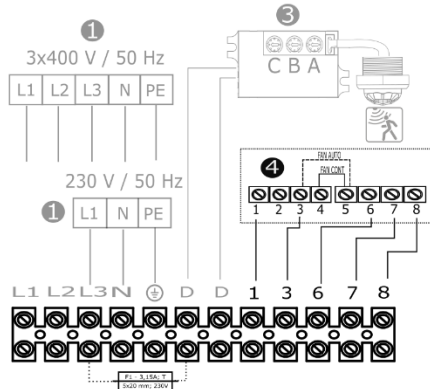 1
3x400 V / 50 Hz
L1 L2 L3 N PE
3
C B A
230 V / 50 Hz
1
L1 N PE
4
FAN AUTO
FAN CONT
1 2 3 4 5 6 7 8
L1 L2 L3 N D D 1 3 6 7 8
F1 - 3,15A; T
5x20 mm; 230V